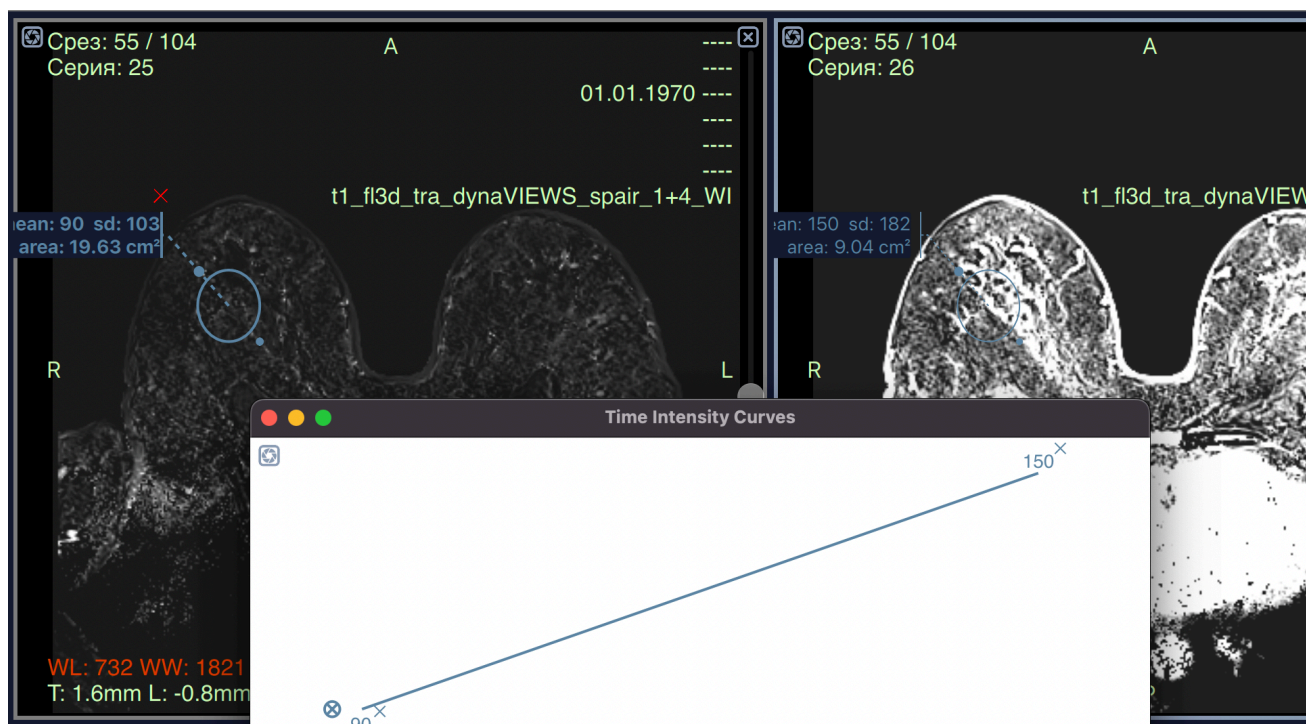 Срез: 55 / 104
Серия: 25
A
----
----
01.01.1970 ----
----
----
----
t1_fl3d_tra_dynaVIEWS_spair_1+4_WI
mean: 90 sd: 103
area: 19.63 cm²
R
L
WL: 732 WW: 1821
T: 1.6mm L: -0.8mm
Срез: 55 / 104
Серия: 26
A
t1_fl3d_tra_dynaVIEW
an: 150 sd: 182
area: 9.04 cm²
R
Time Intensity Curves
150
90